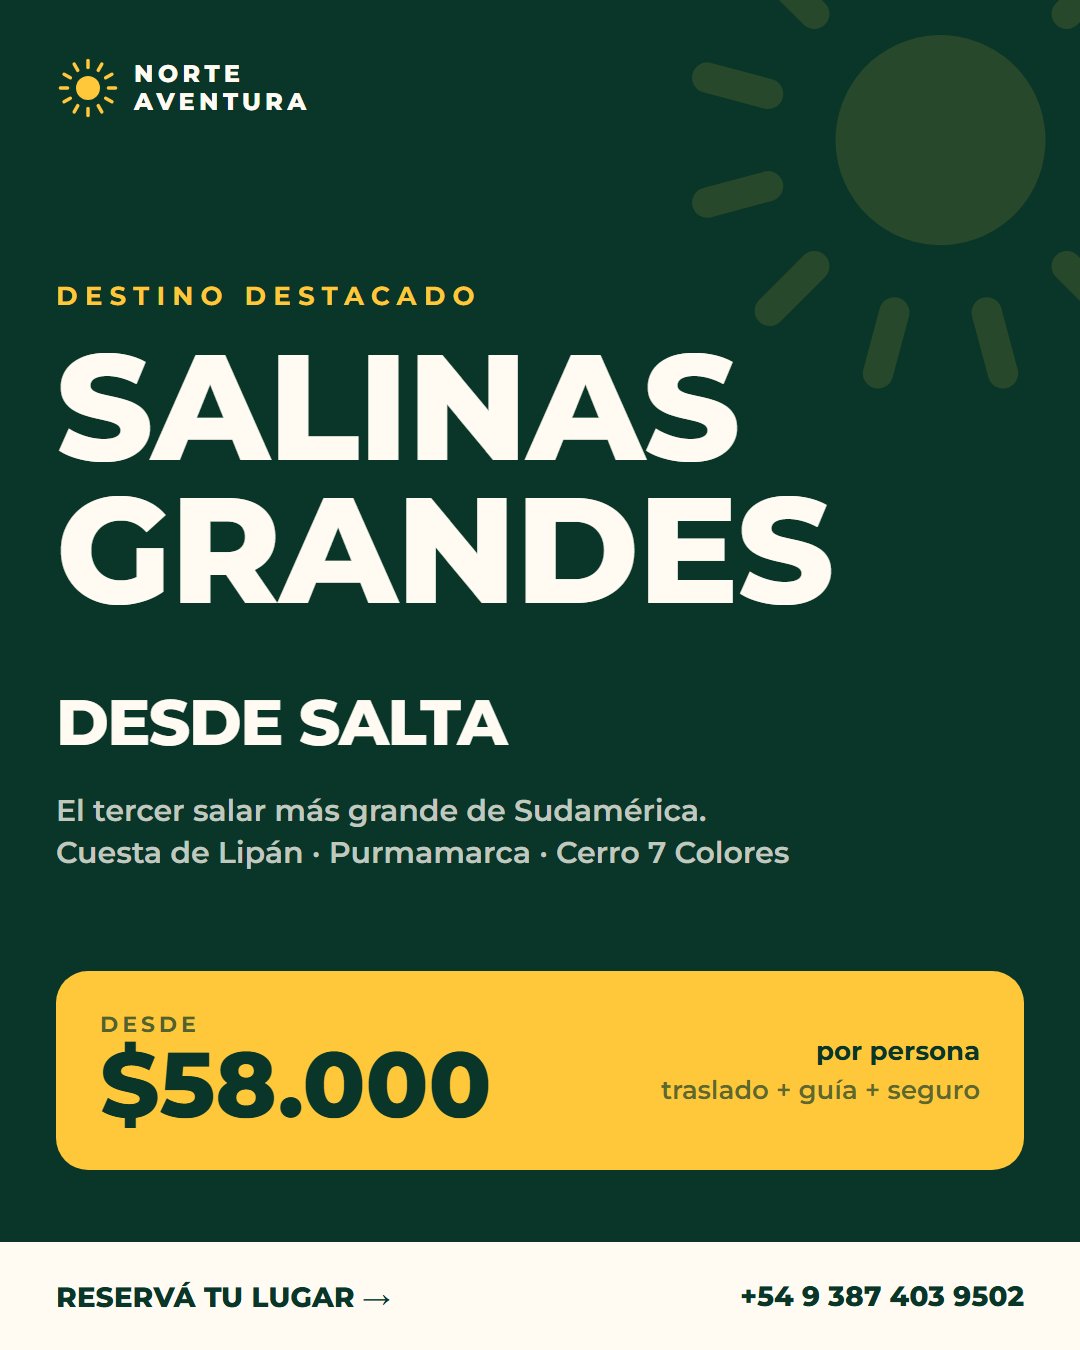 NORTE
AVENTURA
DESTINO DESTACADO
SALINAS
GRANDES
DESDE SALTA
El tercer salar más grande de Sudamérica.
Cuesta de Lipán · Purmamarca · Cerro 7 Colores
DESDE
$58.000
por persona
traslado + guía + seguro
RESERVÁ TU LUGAR →
+54 9 387 403 9502